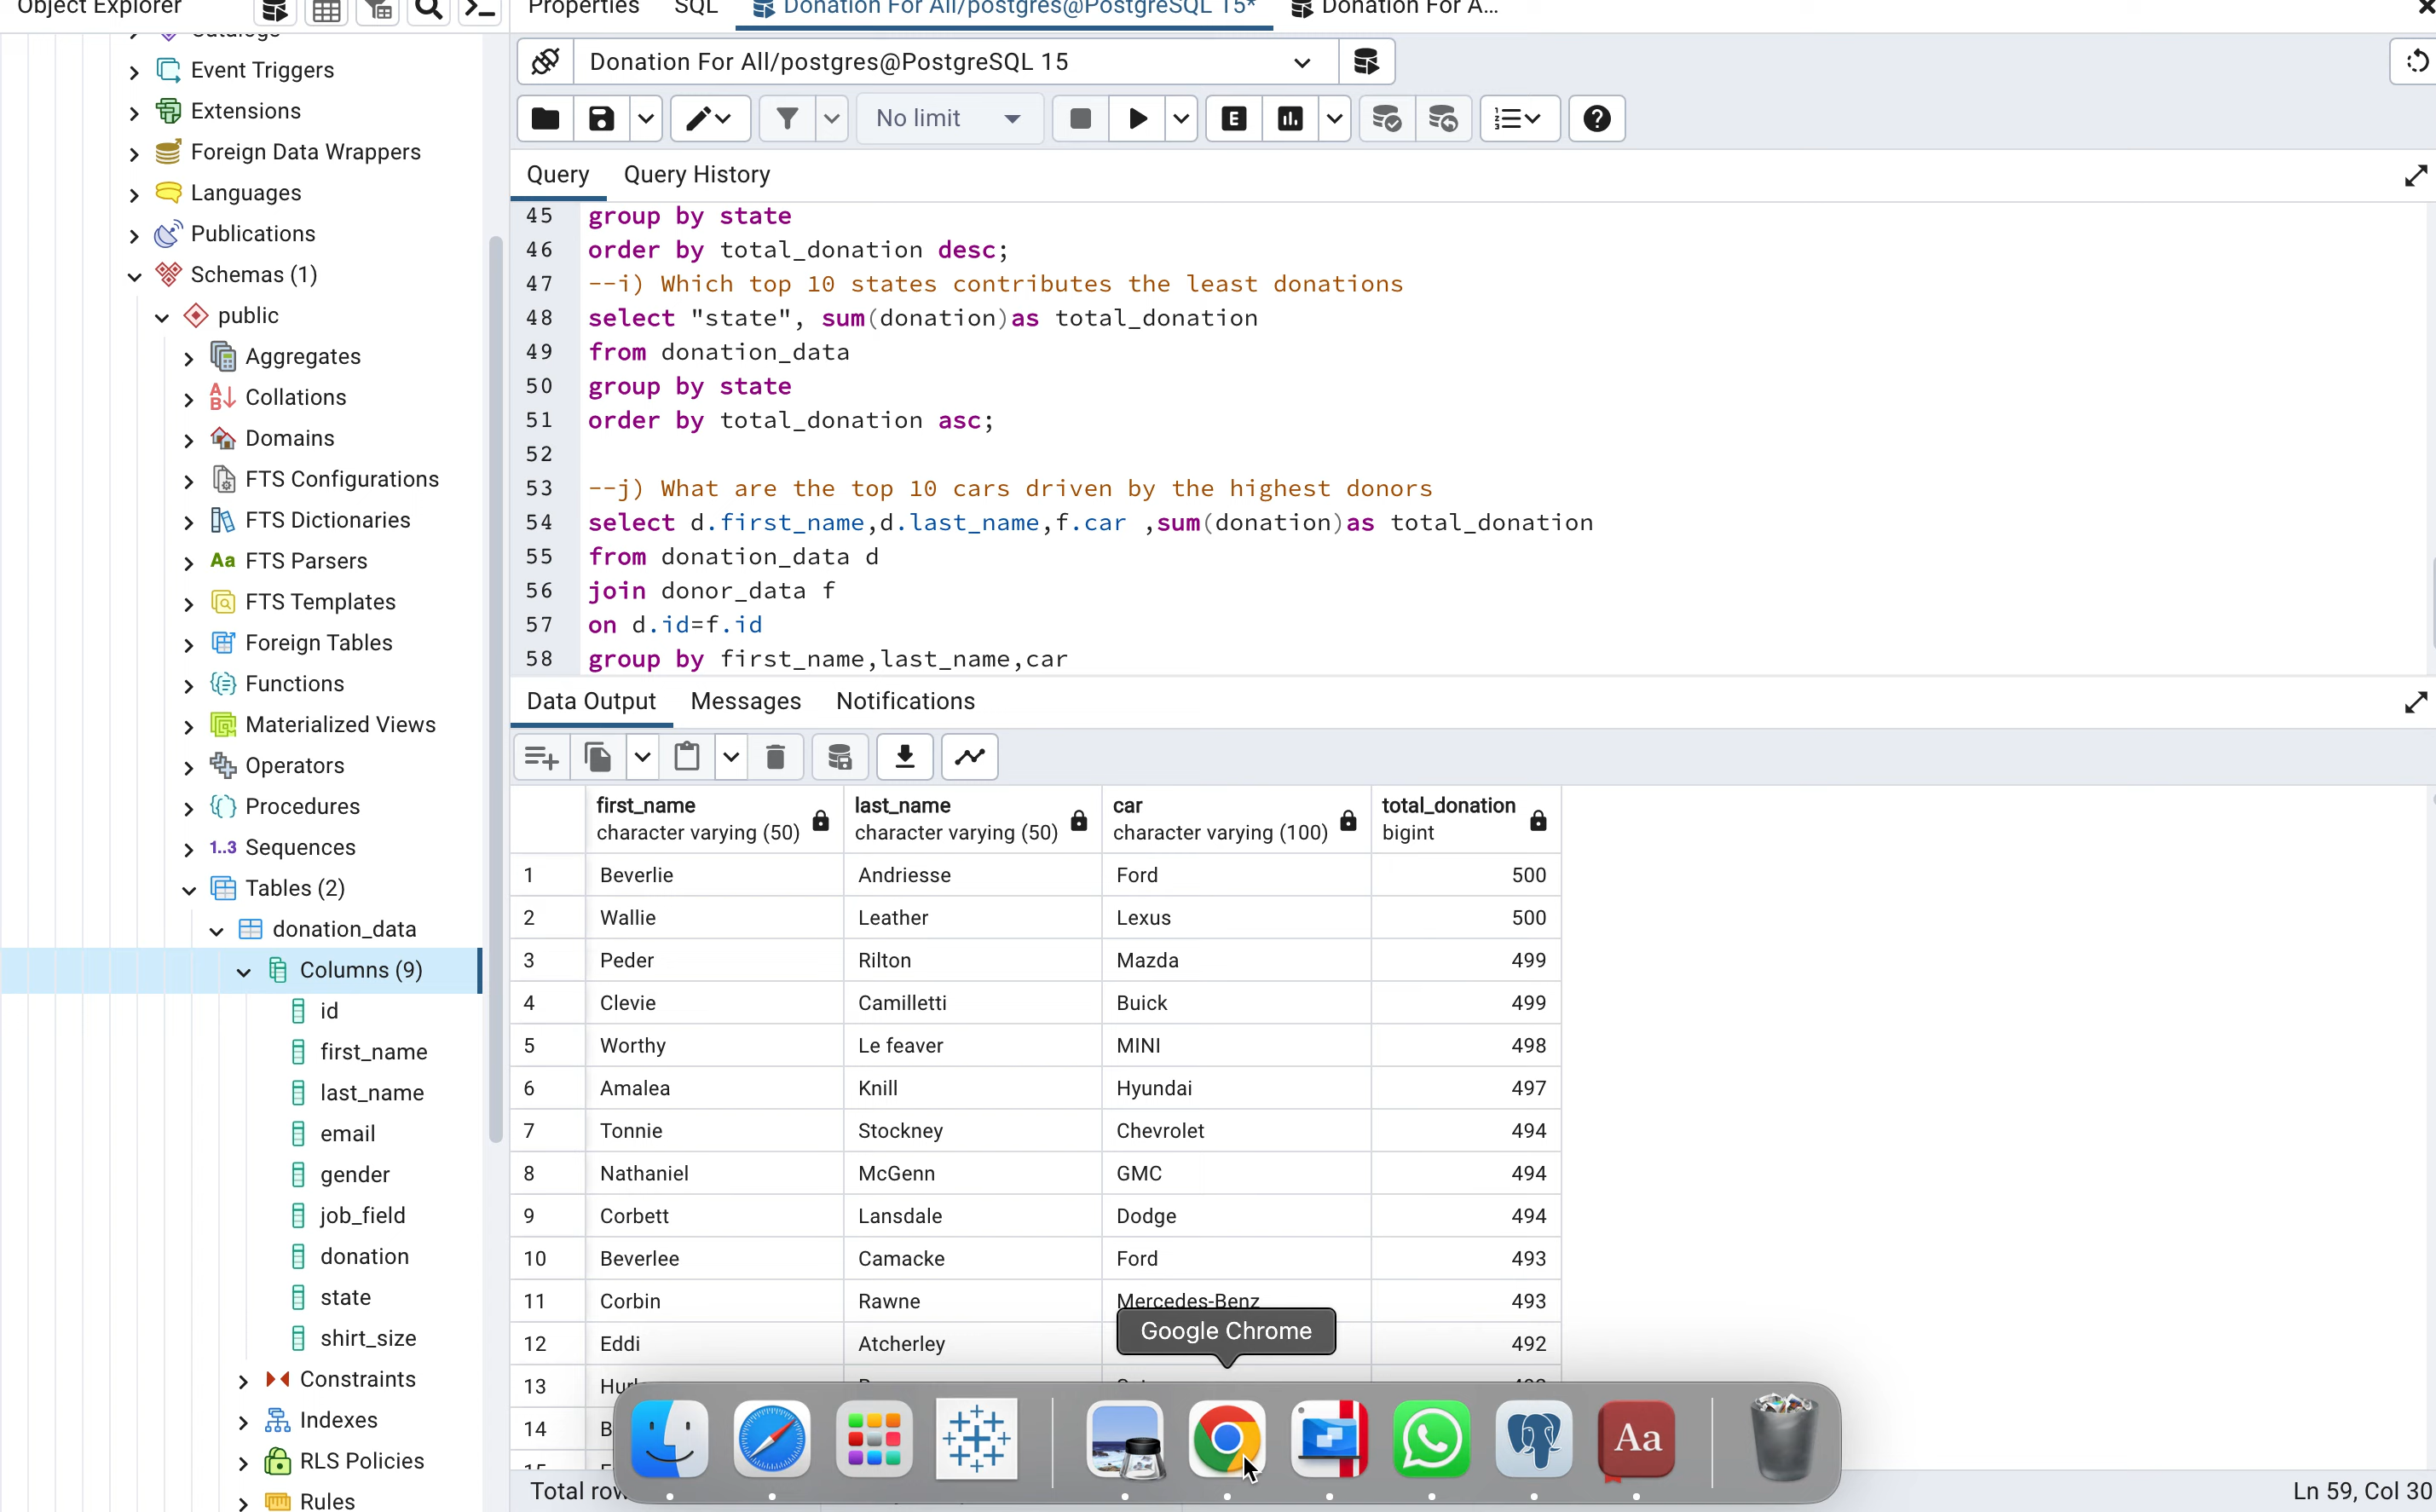 Object Explorer
Properties
SQL
Donation For All/postgres@PostgreSQL 15*
Donation For A...
Donation For All/postgres@PostgreSQL 15
No limit
E
Query
Query History
Catalogs
Event Triggers
Extensions
Foreign Data Wrappers
Languages
Publications
Schemas (1)
public
Aggregates
Collations
Domains
FTS Configurations
FTS Dictionaries
Aa FTS Parsers
FTS Templates
Foreign Tables
Functions
Materialized Views
Operators
Procedures
1..3 Sequences
Tables (2)
donation_data
Columns (9)
id
first_name
last_name
email
gender
job_field
donation
state
shirt_size
Constraints
Indexes
RLS Policies
Rules
45 group by state
46 order by total_donation desc;
47 --i) Which top 10 states contributes the least donations
48 select "state", sum(donation)as total_donation
49 from donation_data
50 group by state
51 order by total_donation asc;
52
53 --j) What are the top 10 cars driven by the highest donors
54 select d.first_name,d.last_name,f.car ,sum(donation)as total_donation
55 from donation_data d
56 join donor_data f
57 on d.id=f.id
58 group by first_name,last_name,car
Data Output
Messages
Notifications
first_name last_name car total_donation
character varying (50) character varying (50) character varying (100) bigint
1 Beverlie Andriesse Ford 500
2 Wallie Leather Lexus 500
3 Peder Rilton Mazda 499
4 Clevie Camilletti Buick 499
5 Worthy Le feaver MINI 498
6 Amalea Knill Hyundai 497
7 Tonnie Stockney Chevrolet 494
8 Nathaniel McGenn GMC 494
9 Corbett Lansdale Dodge 494
10 Beverlee Camacke Ford 493
11 Corbin Rawne Mercedes-Benz 493
12 Eddi Atcherley 492
13
14 B
Google Chrome
Aa
Total
Ln 59, Col 30